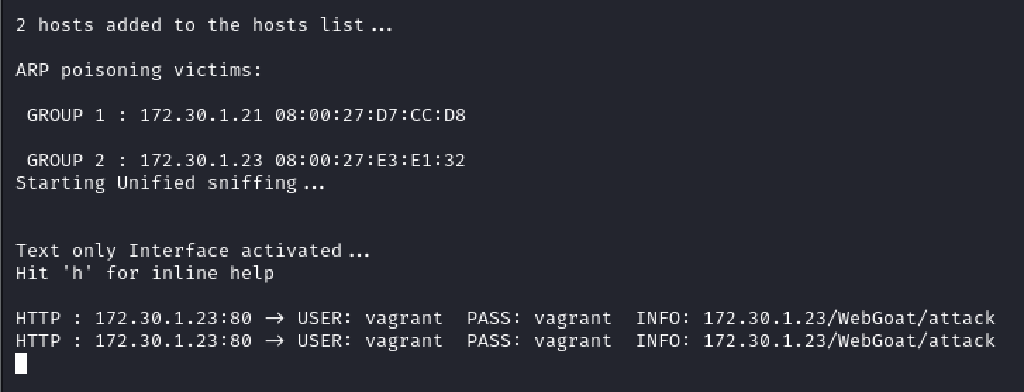 2 hosts added to the hosts list...
ARP poisoning victims:
GROUP 1 : 172.30.1.21 08:00:27:D7:CC:D8
GROUP 2 : 172.30.1.23 08:00:27:E3:E1:32
Starting Unified sniffing...
Text only Interface activated...
Hit 'h' for inline help
HTTP : 172.30.1.23:80 -> USER: vagrant  PASS: vagrant  INFO: 172.30.1.23/WebGoat/attack
HTTP : 172.30.1.23:80 -> USER: vagrant  PASS: vagrant  INFO: 172.30.1.23/WebGoat/attack